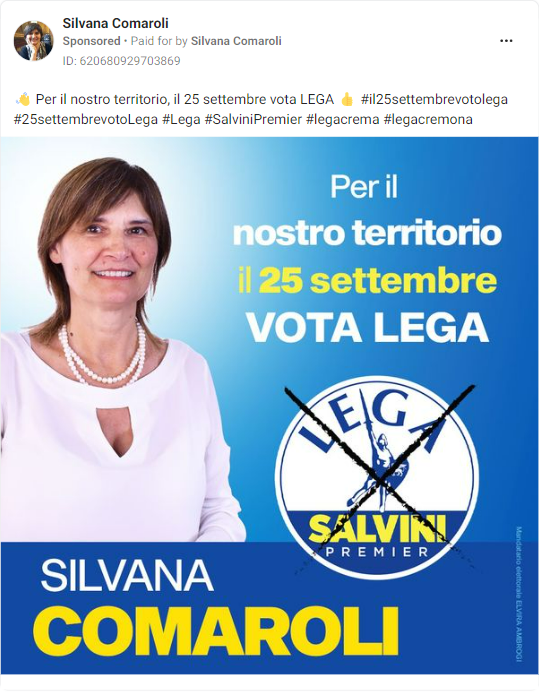 Silvana Comaroli
Sponsored • Paid for by Silvana Comaroli
ID: 620680929703869
👋 Per il nostro territorio, il 25 settembre vota LEGA 👍 #il25settembrevotolega
#25settembrevotoLega #Lega #SalviniPremier #legacrema #legacremona
Per il
nostro territorio
il 25 settembre
VOTA LEGA
LEGA
SALVINI
PREMIER
SILVANA
COMAROLI
Mandatario elettorale ELVIRIA AMBROGI